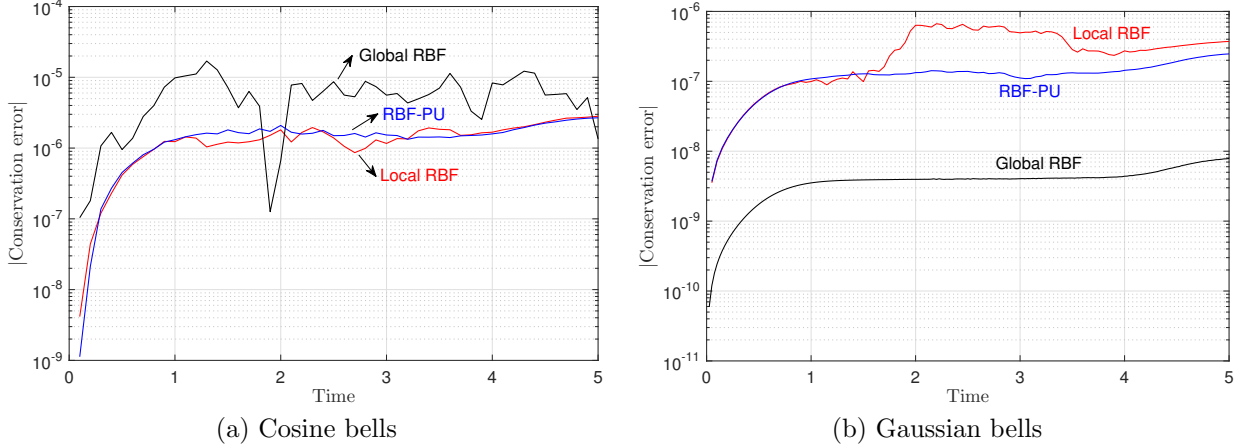 10^-4
10^-5
10^-6
10^-7
10^-8
10^-9
|Conservation error|
Global RBF
RBF-PU
Local RBF
0 1 2 3 4 5
Time
(a) Cosine bells
10^-6
10^-7
10^-8
10^-9
10^-10
10^-11
|Conservation error|
Local RBF
RBF-PU
Global RBF
0 1 2 3 4 5
Time
(b) Gaussian bells